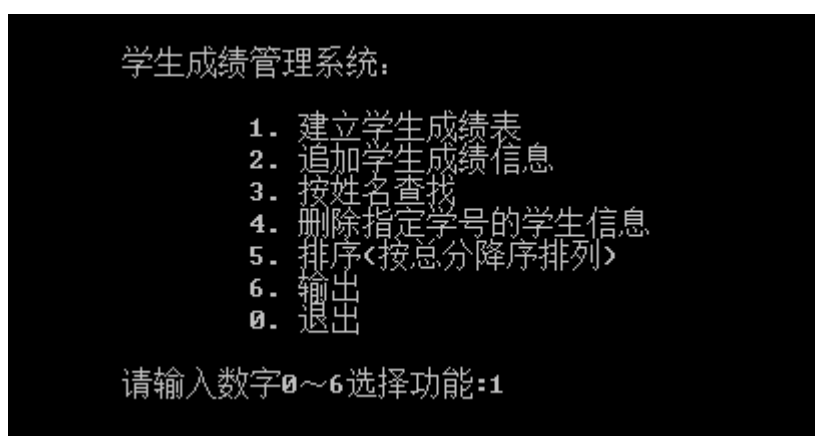 学生成绩管理系统:
1. 建立学生成绩表
2. 追加学生成绩信息
3. 按姓名查找
4. 删除指定学号的学生信息
5. 排序(按总分降序排列)
6. 输出
0. 退出
请输入数字0～6选择功能:1